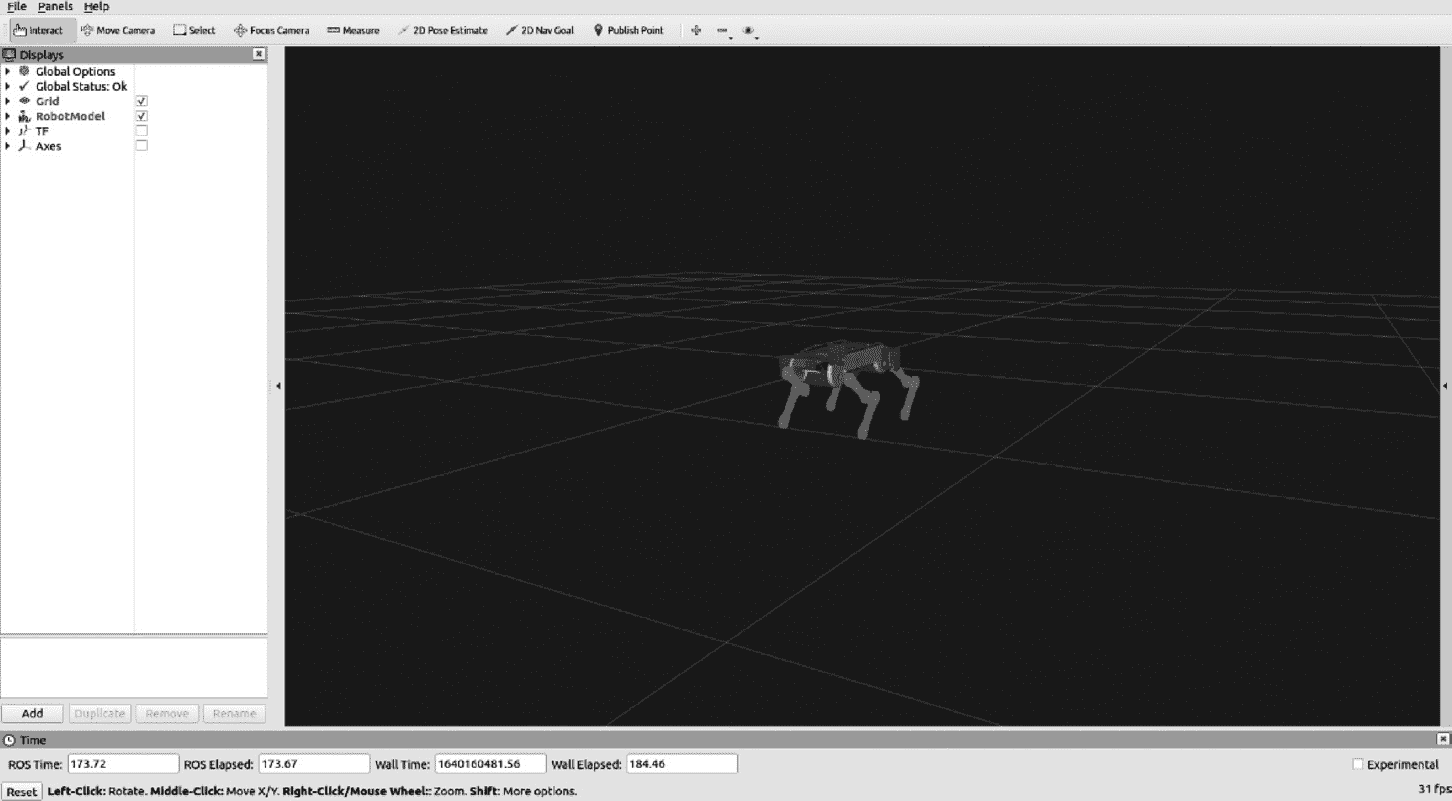 File Panels Help
Interact Move Camera Select Focus Camera Measure 2D Pose Estimate 2D Nav Goal Publish Point
Displays
Global Options
Global Status: Ok
Grid
RobotModel
TF
Axes
Add Duplicate Remove Rename
Time
ROS Time: 173.72 ROS Elapsed: 173.67 Wall Time: 1640160481.56 Wall Elapsed: 184.46 Experimental
Reset Left-Click: Rotate. Middle-Click: Move X/Y. Right-Click/Mouse Wheel:: Zoom. Shift: More options. 31 fps